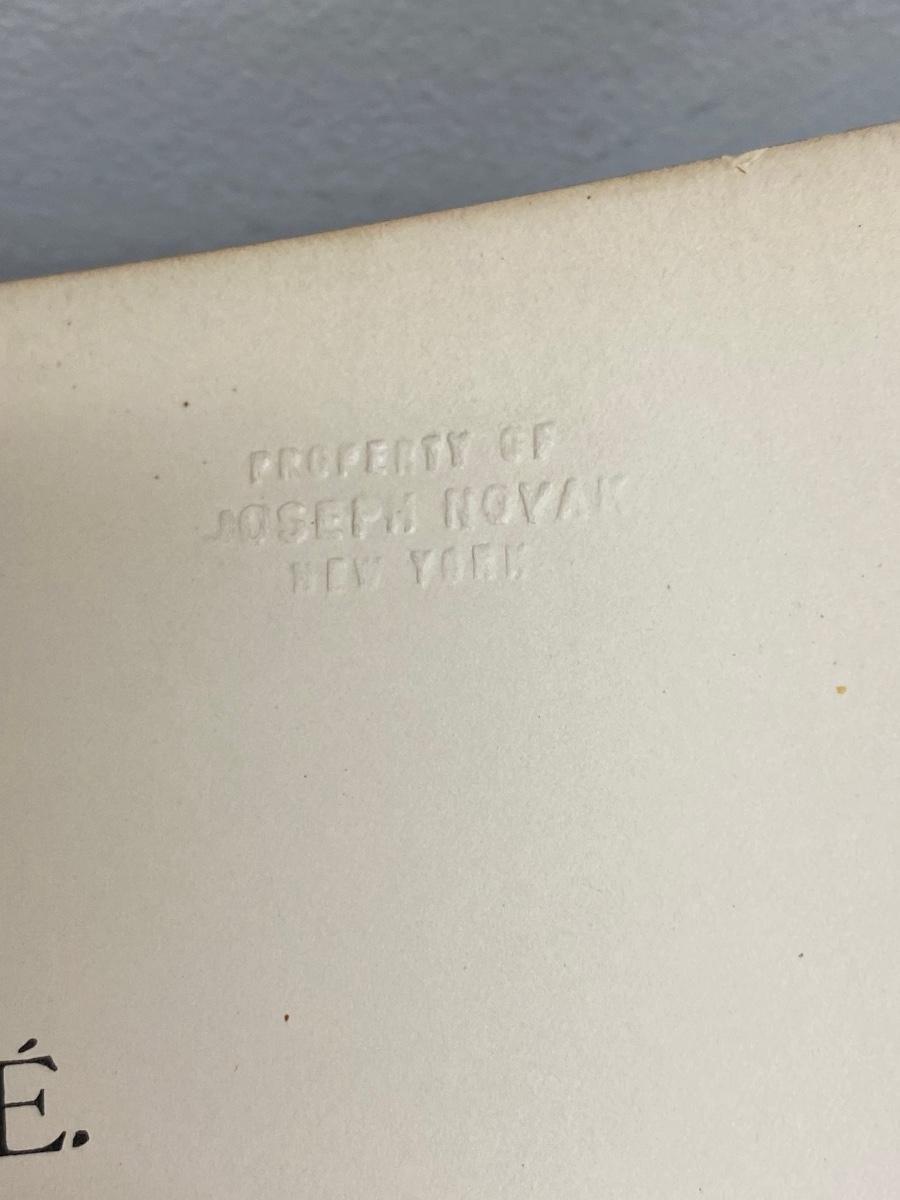 PROPERTY OF
JOSEPH NOVAK
NEW YORK
É.